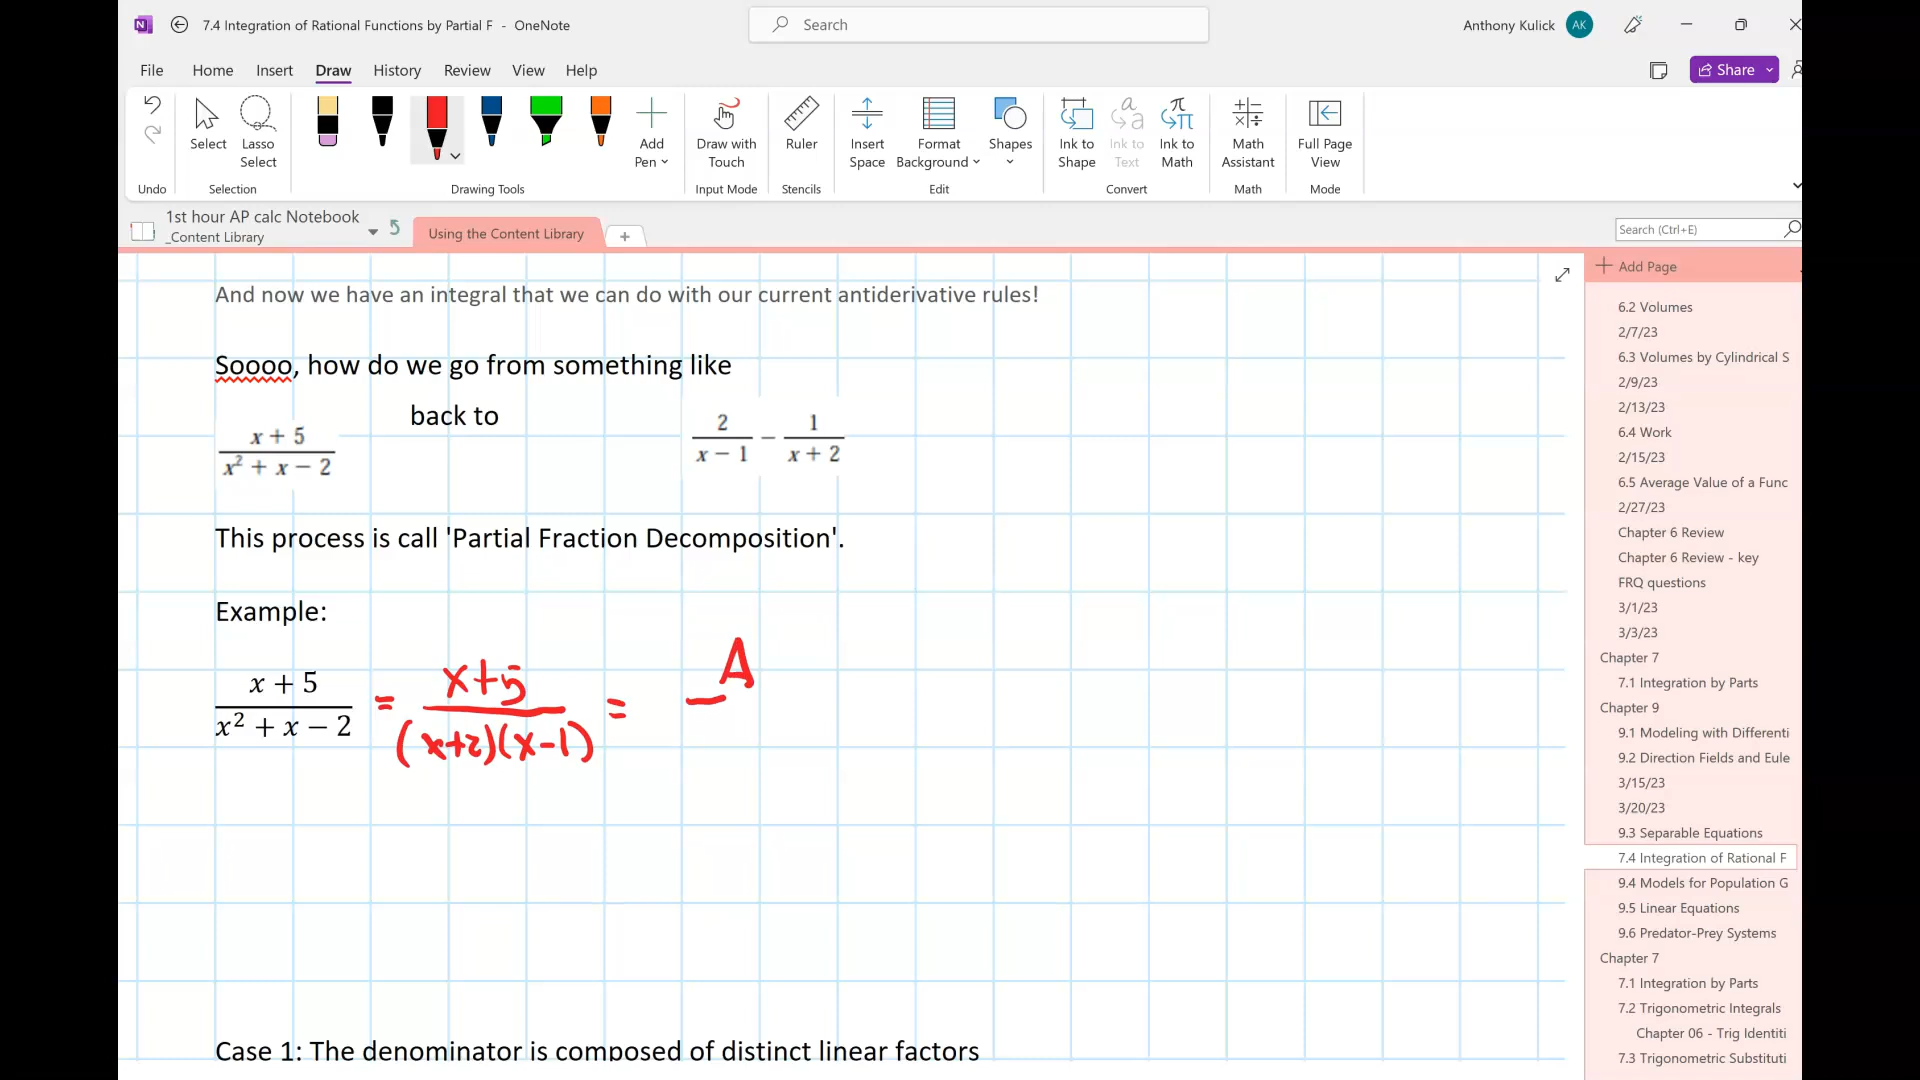 7.4 Integration of Rational Functions by Partial F - OneNote
Search
Anthony Kulick
AK
File Home Insert Draw History Review View Help
Share
Select
Lasso Select
Add Pen
Draw with Touch
Ruler
Insert Space
Format Background
Shapes
Ink to Shape
Ink to Text
Ink to Math
Math Assistant
Full Page View
Undo
Selection
Drawing Tools
Input Mode
Stencils
Edit
Convert
Math
Mode
1st hour AP calc Notebook
_Content Library
Using the Content Library
Search (Ctrl+E)
And now we have an integral that we can do with our current antiderivative rules!
Soooo, how do we go from something like
x + 5
x² + x − 2
back to
2 / (x − 1) − 1 / (x + 2)
This process is call 'Partial Fraction Decomposition'.
Example:
(x + 5) / (x² + x − 2) = (x+5) / ((x+2)(x-1)) = A
Case 1: The denominator is composed of distinct linear factors
Add Page
6.2 Volumes
2/7/23
6.3 Volumes by Cylindrical S
2/9/23
2/13/23
6.4 Work
2/15/23
6.5 Average Value of a Func
2/27/23
Chapter 6 Review
Chapter 6 Review - key
FRQ questions
3/1/23
3/3/23
Chapter 7
7.1 Integration by Parts
Chapter 9
9.1 Modeling with Differenti
9.2 Direction Fields and Eule
3/15/23
3/20/23
9.3 Separable Equations
7.4 Integration of Rational F
9.4 Models for Population G
9.5 Linear Equations
9.6 Predator-Prey Systems
Chapter 7
7.1 Integration by Parts
7.2 Trigonometric Integrals
Chapter 06 - Trig Identiti
7.3 Trigonometric Substituti